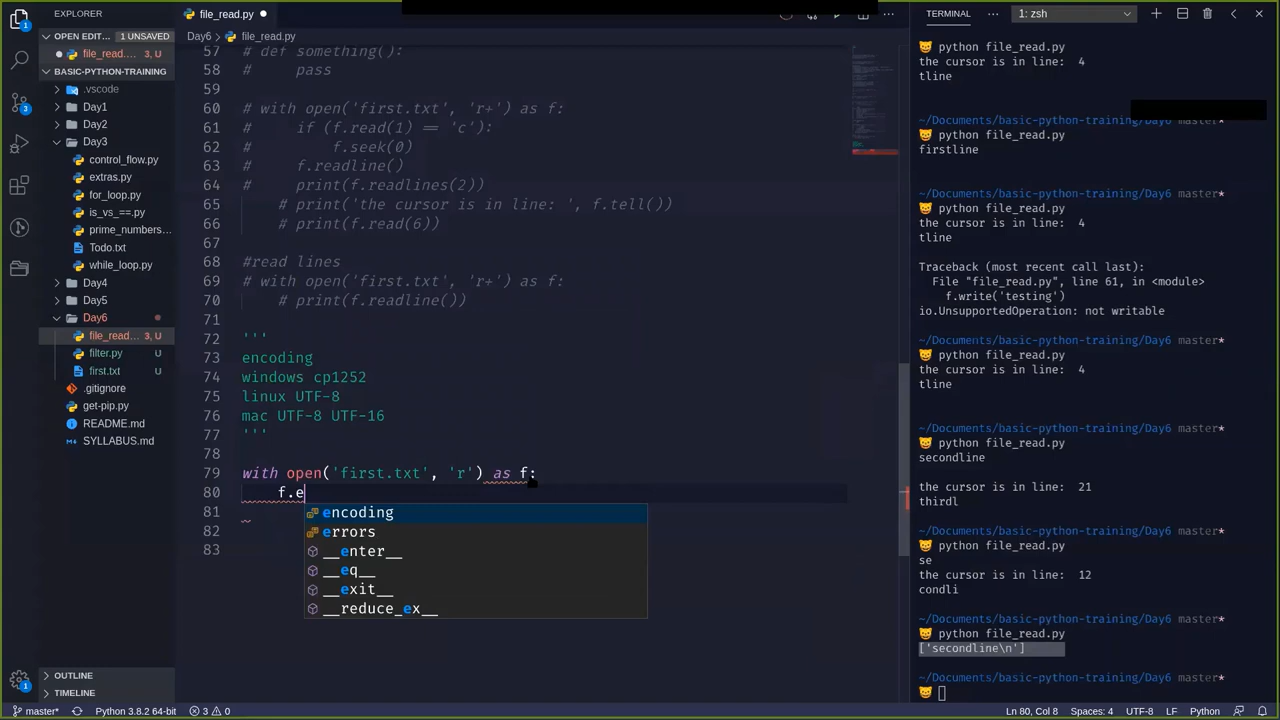 file_read.py
Day6 > file_read.py
OPEN EDIT... 1 UNSAVED
file_read.... 3, U
BASIC-PYTHON-TRAINING
.vscode
Day1
Day2
Day3
control_flow.py
extras.py
for_loop.py
is_vs_==.py
prime_numbers...
Todo.txt
while_loop.py
Day4
Day5
Day6
file_read... 3, U
filter.py U
first.txt U
.gitignore
get-pip.py
README.md
SYLLABUS.md
OUTLINE
TIMELINE
57 # def something():
58 #     pass
59
60 # with open('first.txt', 'r+') as f:
61 #     if (f.read(1) == 'c'):
62 #         f.seek(0)
63 #     f.readline()
64 #     print(f.readlines(2))
65     # print('the cursor is in line: ', f.tell())
66     # print(f.read(6))
67
68 #read lines
69 # with open('first.txt', 'r+') as f:
70     # print(f.readline())
71
72 '''
73 encoding
74 windows cp1252
75 linux UTF-8
76 mac UTF-8 UTF-16
77 '''
78
79 with open('first.txt', 'r') as f:
80     f.e
81
82
83
encoding
errors
__enter__
__eq__
__exit__
__reduce_ex__
TERMINAL ... 1: zsh
python file_read.py
the cursor is in line:  4
tline
~/Documents/basic-python-training/Day6 master*
python file_read.py
firstline
~/Documents/basic-python-training/Day6 master*
python file_read.py
the cursor is in line:  4
tline
Traceback (most recent call last):
  File "file_read.py", line 61, in <module>
    f.write('testing')
io.UnsupportedOperation: not writable
~/Documents/basic-python-training/Day6 master*
python file_read.py
the cursor is in line:  4
tline
~/Documents/basic-python-training/Day6 master*
python file_read.py
secondline
the cursor is in line:  21
thirdl
~/Documents/basic-python-training/Day6 master*
python file_read.py
se
the cursor is in line:  12
condli
~/Documents/basic-python-training/Day6 master*
python file_read.py
['secondline\n']
~/Documents/basic-python-training/Day6 master*
1
3
1
master* Python 3.8.2 64-bit 3 0 Ln 80, Col 8 Spaces: 4 UTF-8 LF Python